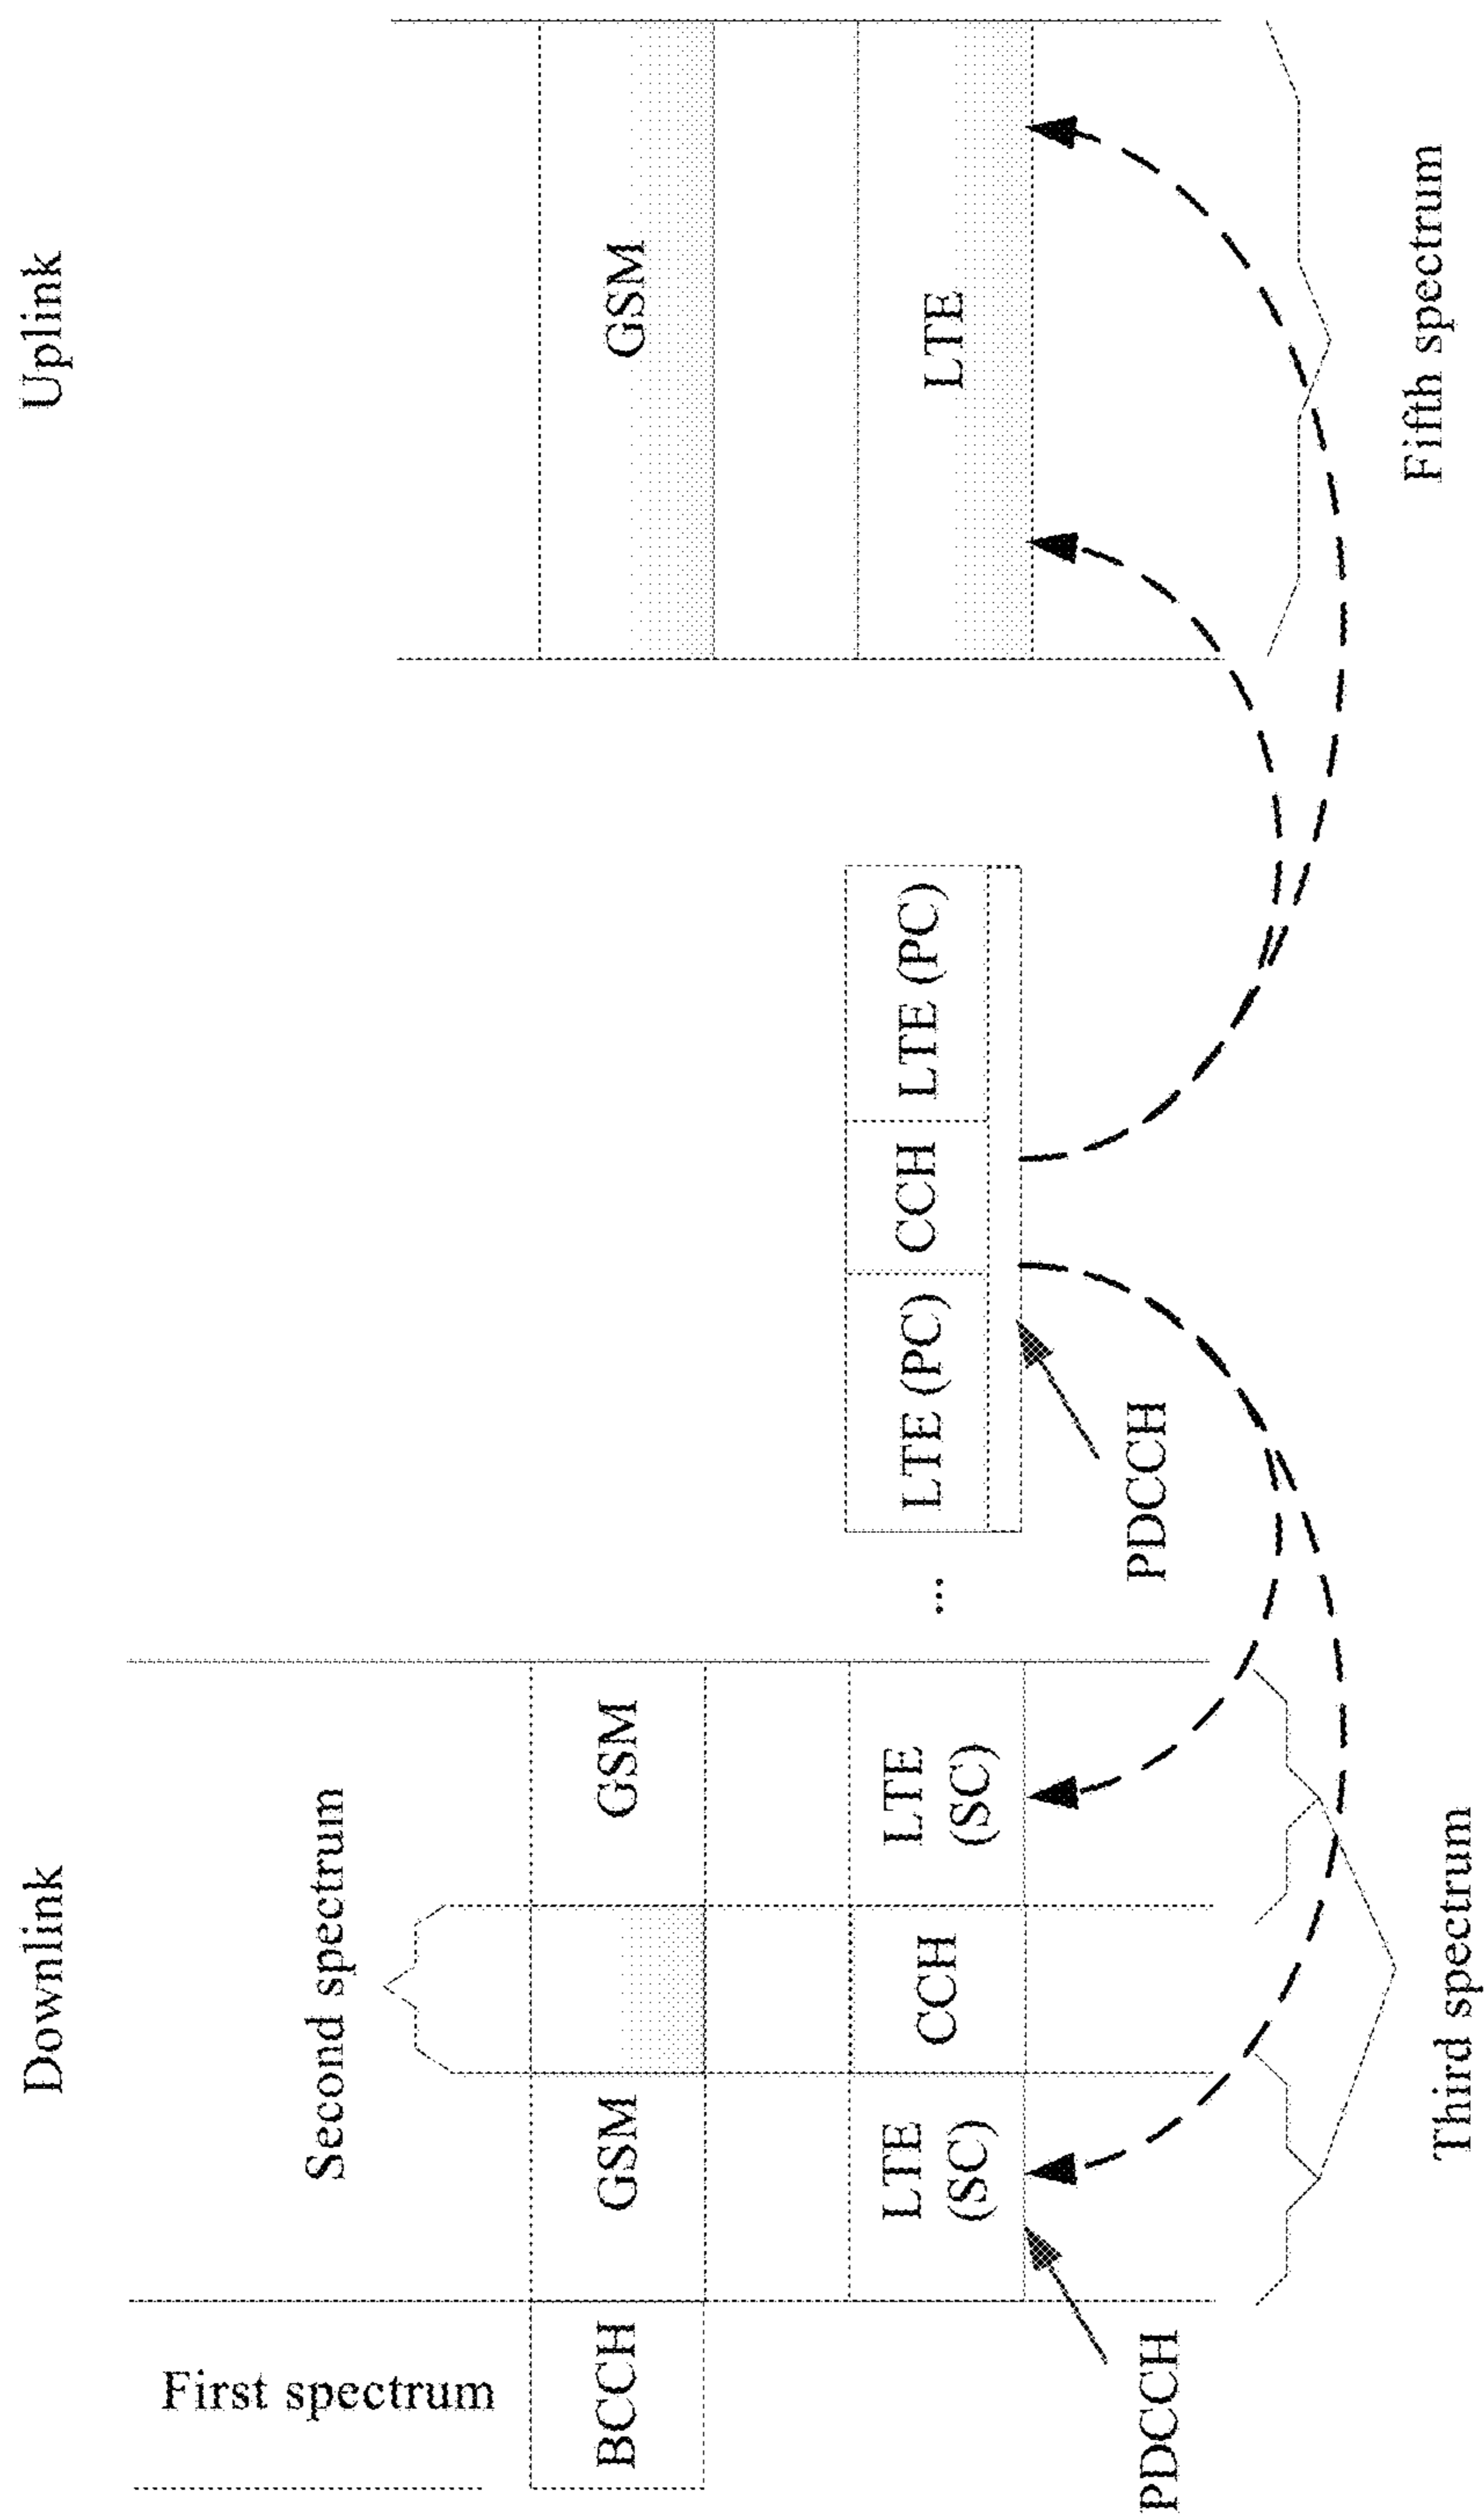 Downlink
Uplink
First spectrum
Second spectrum
BCCH
GSM
GSM
GSM
LTE
(SC)
CCH
LTE
(SC)
...
LTE (PC)
CCH
LTE (PC)
LTE
PDCCH
PDCCH
Third spectrum
Fifth spectrum